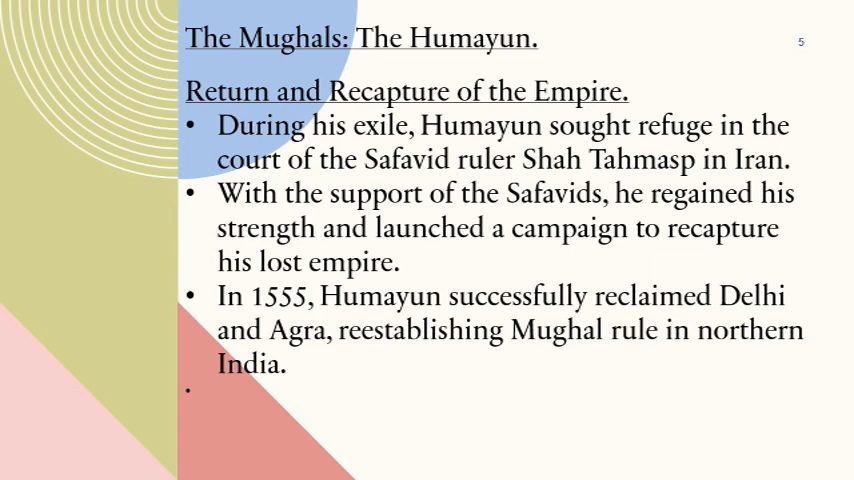 The Mughals: The Humayun.
5
Return and Recapture of the Empire.
• During his exile, Humayun sought refuge in the
court of the Safavid ruler Shah Tahmasp in Iran.
• With the support of the Safavids, he regained his
strength and launched a campaign to recapture
his lost empire.
• In 1555, Humayun successfully reclaimed Delhi
and Agra, reestablishing Mughal rule in northern
India.
•